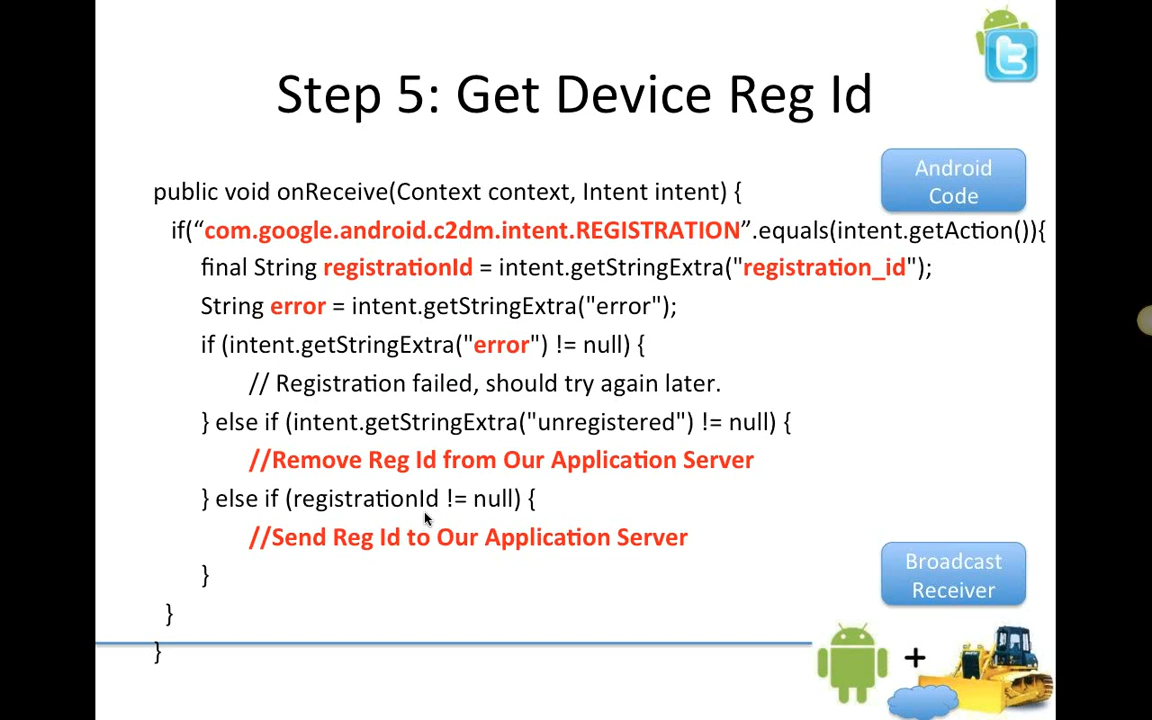 Step 5: Get Device Reg Id
Android
Code
public void onReceive(Context context, Intent intent) {
if(“com.google.android.c2dm.intent.REGISTRATION”.equals(intent.getAction()){
final String registrationId = intent.getStringExtra("registration_id");
String error = intent.getStringExtra("error");
if (intent.getStringExtra("error") != null) {
// Registration failed, should try again later.
} else if (intent.getStringExtra("unregistered") != null) {
//Remove Reg Id from Our Application Server
} else if (registrationId != null) {
//Send Reg Id to Our Application Server
}
Broadcast
Receiver
}
}
+